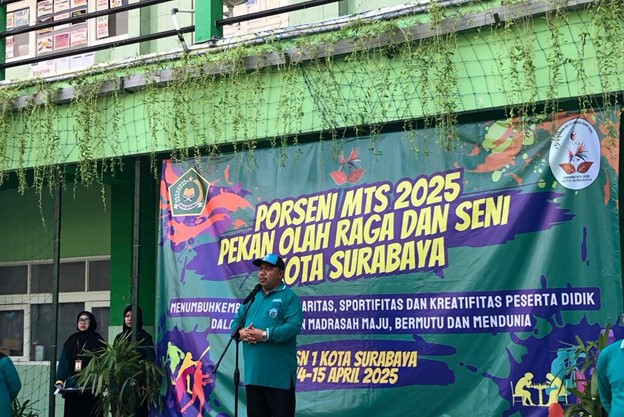 PORSENI MTS 2025
PEKAN OLAH RAGA DAN SENI
OTA SURABAYA
MENUMBUHKEM ARITAS, SPORTIFITAS DAN KREATIFITAS PESERTA DIDIK
DAL N MADRASAH MAJU, BERMUTU DAN MENDUNIA
SN 1 KOTA SURABAYA
4-15 APRIL 2025